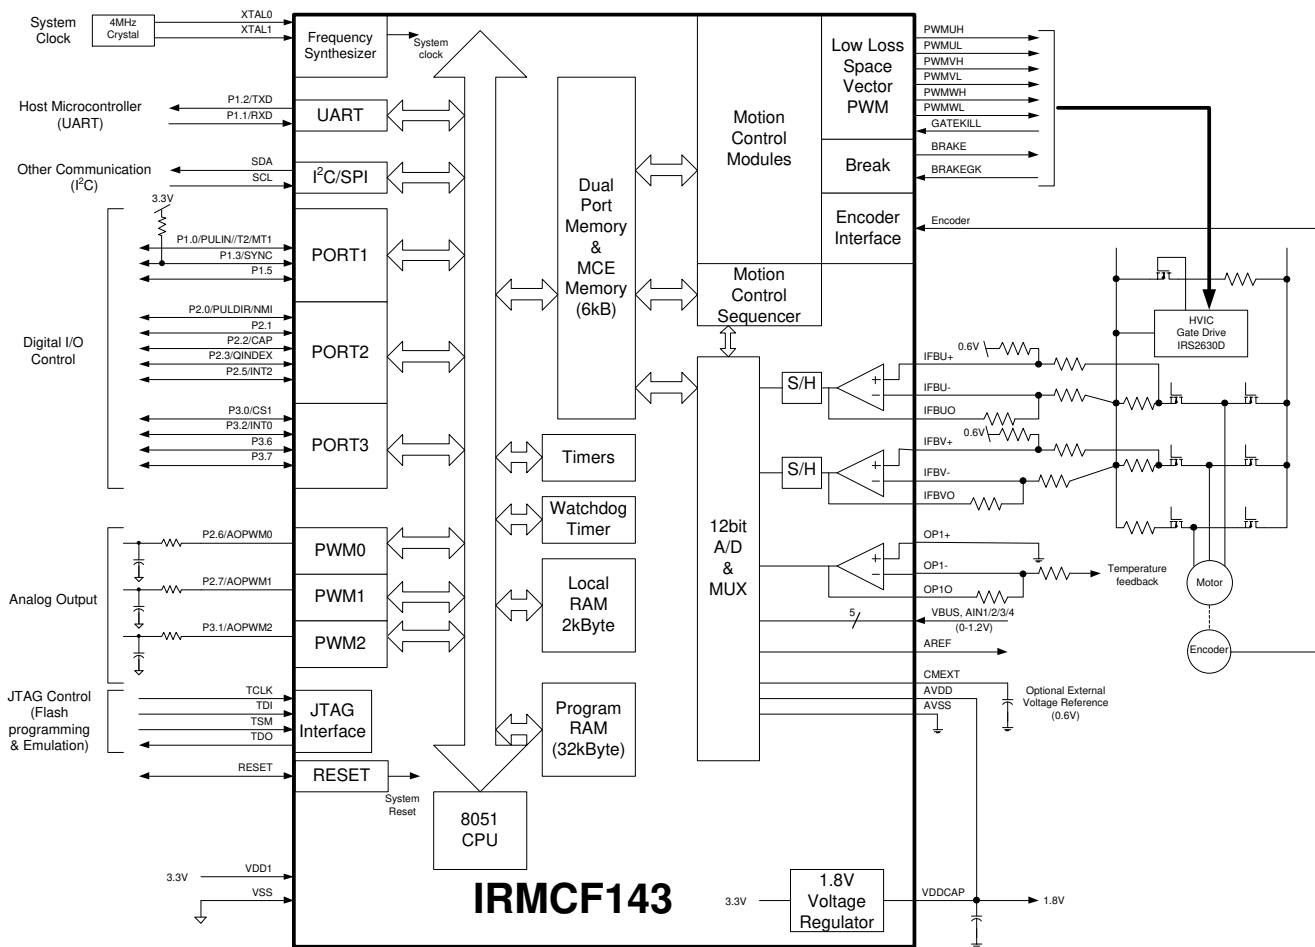 System
Clock
4MHz
Crystal
XTAL0
XTAL1
Frequency
Synthesizer
System
clock
Host Microcontroller
(UART)
P1.2/TXD
P1.1/RXD
UART
Other Communication
(I²C)
SDA
SCL
I²C/SPI
3.3V
Digital I/O
Control
P1.0/PULIN//T2/MT1
P1.3/SYNC
P1.5
PORT1
P2.0/PULDIR/NMI
P2.1
P2.2/CAP
P2.3/QINDEX
P2.5/INT2
PORT2
P3.0/CS1
P3.2/INT0
P3.6
P3.7
PORT3
Analog Output
P2.6/AOPWM0
PWM0
P2.7/AOPWM1
PWM1
P3.1/AOPWM2
PWM2
JTAG Control
(Flash
programming
& Emulation)
TCLK
TDI
TSM
TDO
JTAG
Interface
RESET
RESET
System
Reset
3.3V
VDD1
VSS
8051
CPU
Dual
Port
Memory
&
MCE
Memory
(6kB)
Timers
Watchdog
Timer
Local
RAM
2kByte
Program
RAM
(32kByte)
Motion
Control
Modules
Low Loss
Space
Vector
PWM
Break
Encoder
Interface
Motion
Control
Sequencer
12bit
A/D
&
MUX
S/H
S/H
+
−
+
−
+
−
PWMUH
PWMUL
PWMVH
PWMVL
PWMWH
PWMWL
GATEKILL
BRAKE
BRAKEGK
Encoder
HVIC
Gate Drive
IRS2630D
IFBU+
0.6V
IFBU-
IFBUO
IFBV+
0.6V
IFBV-
IFBVO
OP1+
OP1-
OP1O
Temperature
feedback
5
VBUS, AIN1/2/3/4
(0-1.2V)
AREF
CMEXT
AVDD
AVSS
Optional External
Voltage Reference
(0.6V)
Motor
Encoder
IRMCF143
3.3V
1.8V
Voltage
Regulator
VDDCAP
1.8V